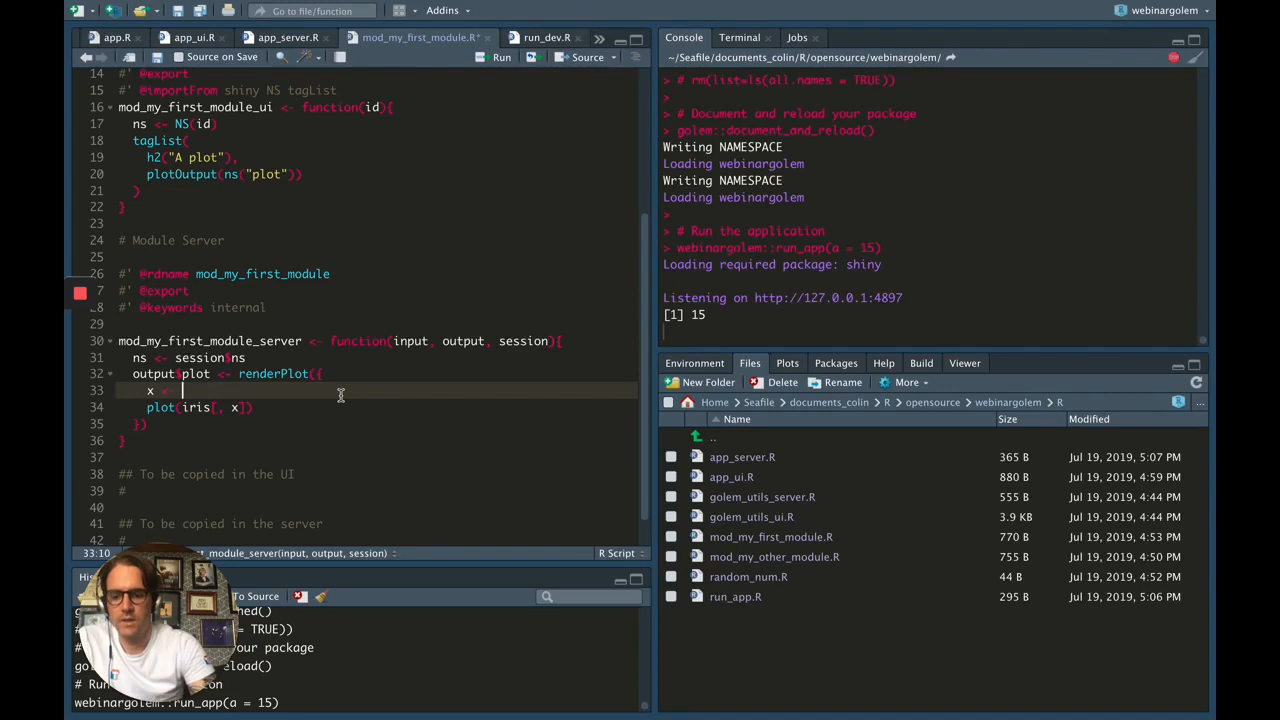 Go to file/function
Addins
webinargolem
app.R
app_ui.R
app_server.R
mod_my_first_module.R*
run_dev.R
Source on Save
Run
Source
14 #' @export
15 #' @importFrom shiny NS tagList
16 mod_my_first_module_ui <- function(id){
17 ns <- NS(id)
18 tagList(
19 h2("A plot"),
20 plotOutput(ns("plot"))
21 )
22 }
23
24 # Module Server
25
26 #' @rdname mod_my_first_module
7 #' @export
8 #' @keywords internal
29
30 mod_my_first_module_server <- function(input, output, session){
31 ns <- session$ns
32 output$plot <- renderPlot({
33 x <-
34 plot(iris[, x])
35 })
36 }
37
38 ## To be copied in the UI
39 #
40
41 ## To be copied in the server
42 #
33:10
first_module_server(input, output, session)
R Script
His
To Source
= TRUE))
your package
eload()
# Run
webinargolem::run_app(a = 15)
Console
Terminal
Jobs
~/Seafile/documents_colin/R/opensource/webinargolem/
> # rm(list=ls(all.names = TRUE))
>
> # Document and reload your package
> golem::document_and_reload()
Writing NAMESPACE
Loading webinargolem
Writing NAMESPACE
Loading webinargolem
>
> # Run the application
> webinargolem::run_app(a = 15)
Loading required package: shiny
Listening on http://127.0.0.1:4897
[1] 15
Environment
Files
Plots
Packages
Help
Build
Viewer
New Folder
Delete
Rename
More
Home
Seafile
documents_colin
R
opensource
webinargolem
R
...
Name
Size
Modified
..
app_server.R 365 B Jul 19, 2019, 5:07 PM
app_ui.R 880 B Jul 19, 2019, 4:59 PM
golem_utils_server.R 555 B Jul 19, 2019, 4:44 PM
golem_utils_ui.R 3.9 KB Jul 19, 2019, 4:44 PM
mod_my_first_module.R 770 B Jul 19, 2019, 4:53 PM
mod_my_other_module.R 755 B Jul 19, 2019, 4:50 PM
random_num.R 44 B Jul 19, 2019, 4:52 PM
run_app.R 295 B Jul 19, 2019, 5:06 PM